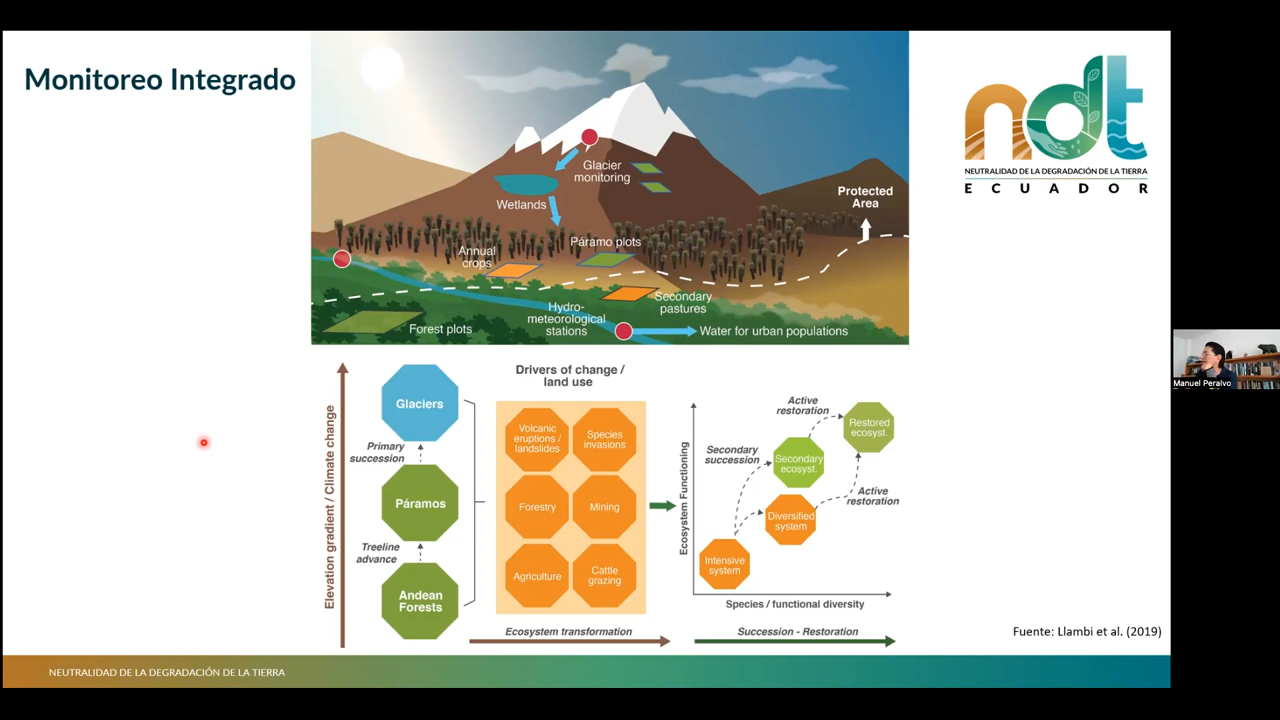 Monitoreo Integrado
Glacier
monitoring
Wetlands
Protected
Area
Páramo plots
Annual
crops
Secondary
pastures
Hydro-
meteorological
stations
Forest plots
Water for urban populations
ndt
NEUTRALIDAD DE LA DEGRADACIÓN DE LA TIERRA
ECUADOR
Manuel Peralvo
Elevation gradient / Climate change
Glaciers
Primary
succession
Páramos
Treeline
advance
Andean
Forests
Drivers of change /
land use
Volcanic
eruptions /
landslides
Species
invasions
Forestry
Mining
Agriculture
Cattle
grazing
Ecosystem transformation
Ecosystem Functioning
Active
restoration
Restored
ecosyst.
Secondary
succession
Secondary
ecosyst.
Active
restoration
Diversified
system
Intensive
system
Species / functional diversity
Succession - Restoration
Fuente: Llambi et al. (2019)
NEUTRALIDAD DE LA DEGRADACIÓN DE LA TIERRA